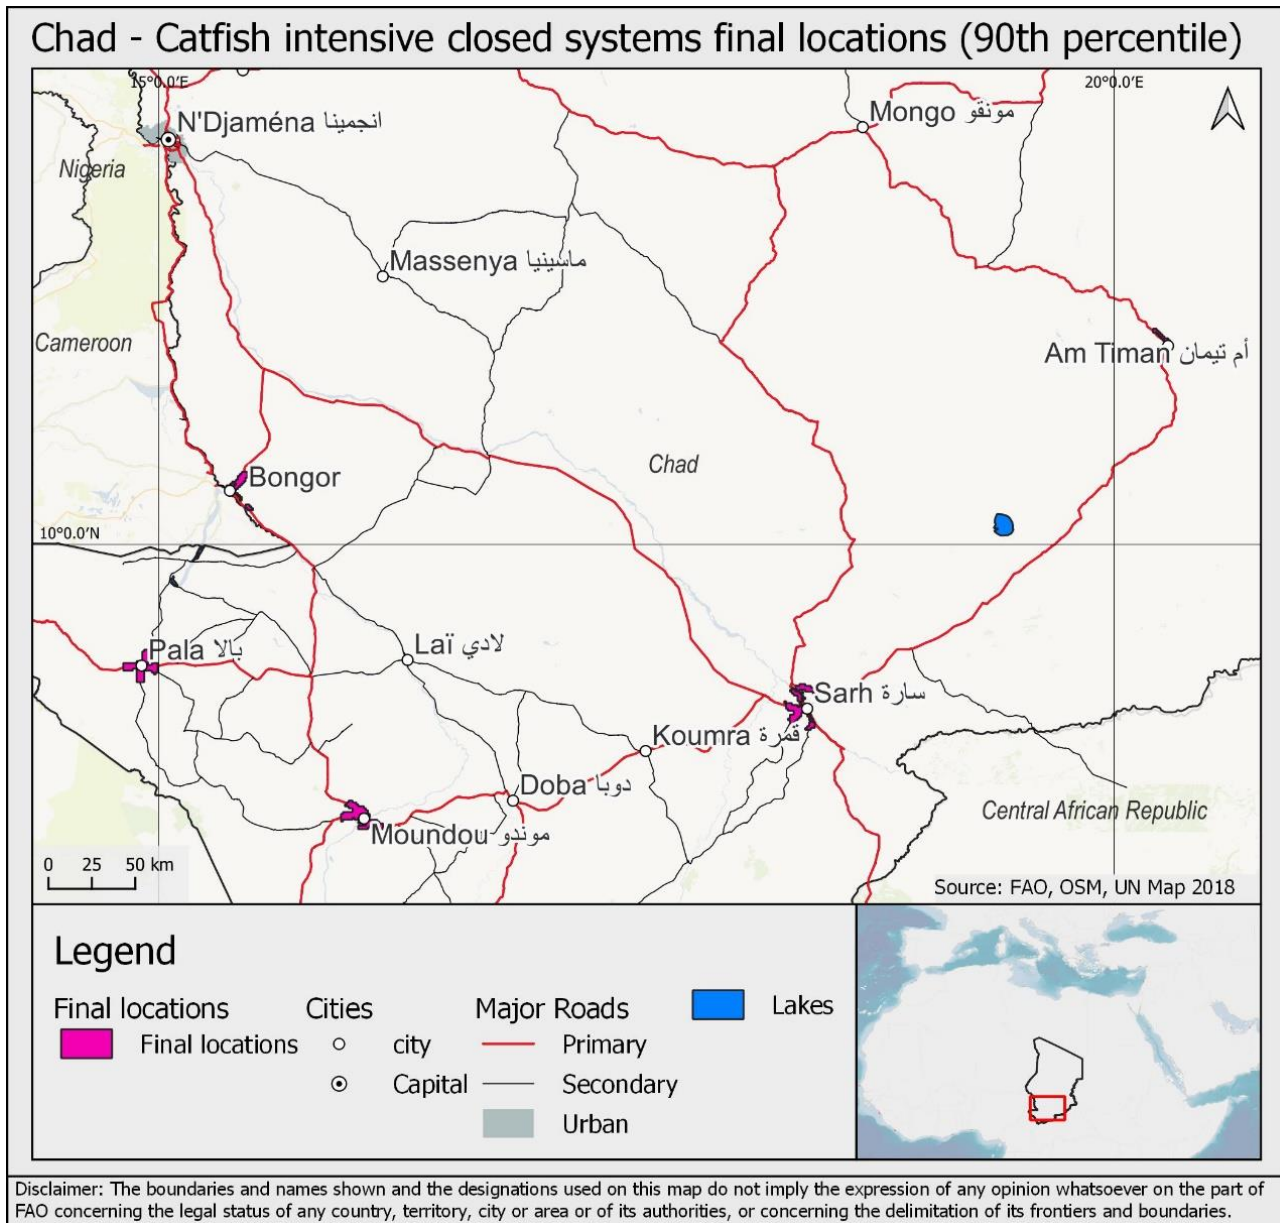 Chad - Catfish intensive closed systems final locations (90th percentile)
15°0.0'E
20°0.0'E
N'Djaména انجمينا
Mongo مونقو
Nigeria
Massenya ماسينيا
Cameroon
Am Timan أم تيمان
Chad
Bongor
10°0.0'N
Pala بالا
Laï لادي
Sarh سارة
Koumra قمرة
Doba دوبا
Central African Republic
Moundou موندو
0 25 50 km
Source: FAO, OSM, UN Map 2018
Legend
Final locations
Final locations
Cities
city
Capital
Major Roads
Primary
Secondary
Urban
Lakes
Disclaimer: The boundaries and names shown and the designations used on this map do not imply the expression of any opinion whatsoever on the part of
FAO concerning the legal status of any country, territory, city or area or of its authorities, or concerning the delimitation of its frontiers and boundaries.